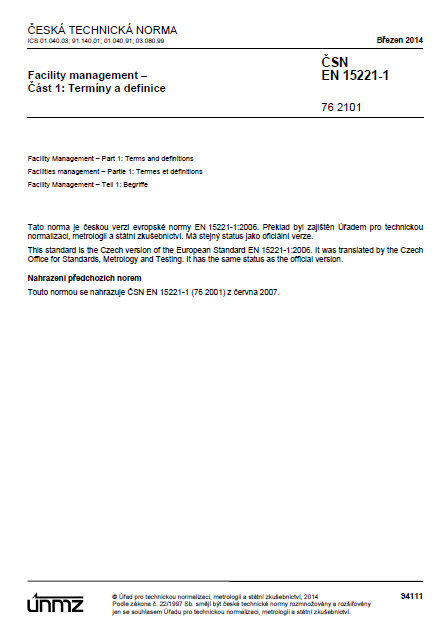 ČESKÁ TECHNICKÁ NORMA
ICS 01.040.03; 91.140.01; 01.040.91; 03.080.99
Březen 2014
Facility management –
Část 1: Termíny a definice
ČSN
EN 15221-1
76 2101
Facility Management – Part 1: Terms and definitions
Facilities management – Partie 1: Termes et définitions
Facility Management – Teil 1: Begriffe
Tato norma je českou verzí evropské normy EN 15221-1:2006. Překlad byl zajištěn Úřadem pro technickou
normalizaci, metrologii a státní zkušebnictví. Má stejný status jako oficiální verze.
This standard is the Czech version of the European Standard EN 15221-1:2006. It was translated by the Czech
Office for Standards, Metrology and Testing. It has the same status as the official version.
Nahrazení předchozích norem
Touto normou se nahrazuje ČSN EN 15221-1 (76 2001) z června 2007.
únmz
© Úřad pro technickou normalizaci, metrologii a státní zkušebnictví, 2014
Podle zákona č. 22/1997 Sb. smějí být české technické normy rozmnožovány a rozšiřovány
jen se souhlasem Úřadu pro technickou normalizaci, metrologii a státní zkušebnictví.
94111